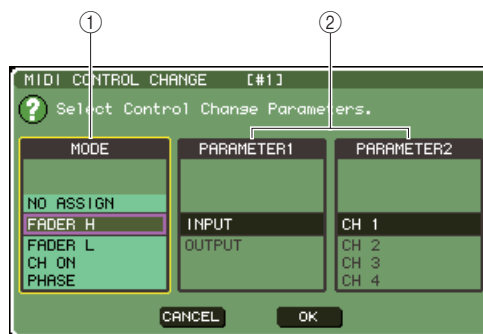 ① ②
MIDI CONTROL CHANGE [#1]
? Select Control Change Parameters.
MODE PARAMETER1 PARAMETER2
NO ASSIGN
FADER H INPUT CH 1
FADER L OUTPUT CH 2
CH ON CH 3
PHASE CH 4
CANCEL OK